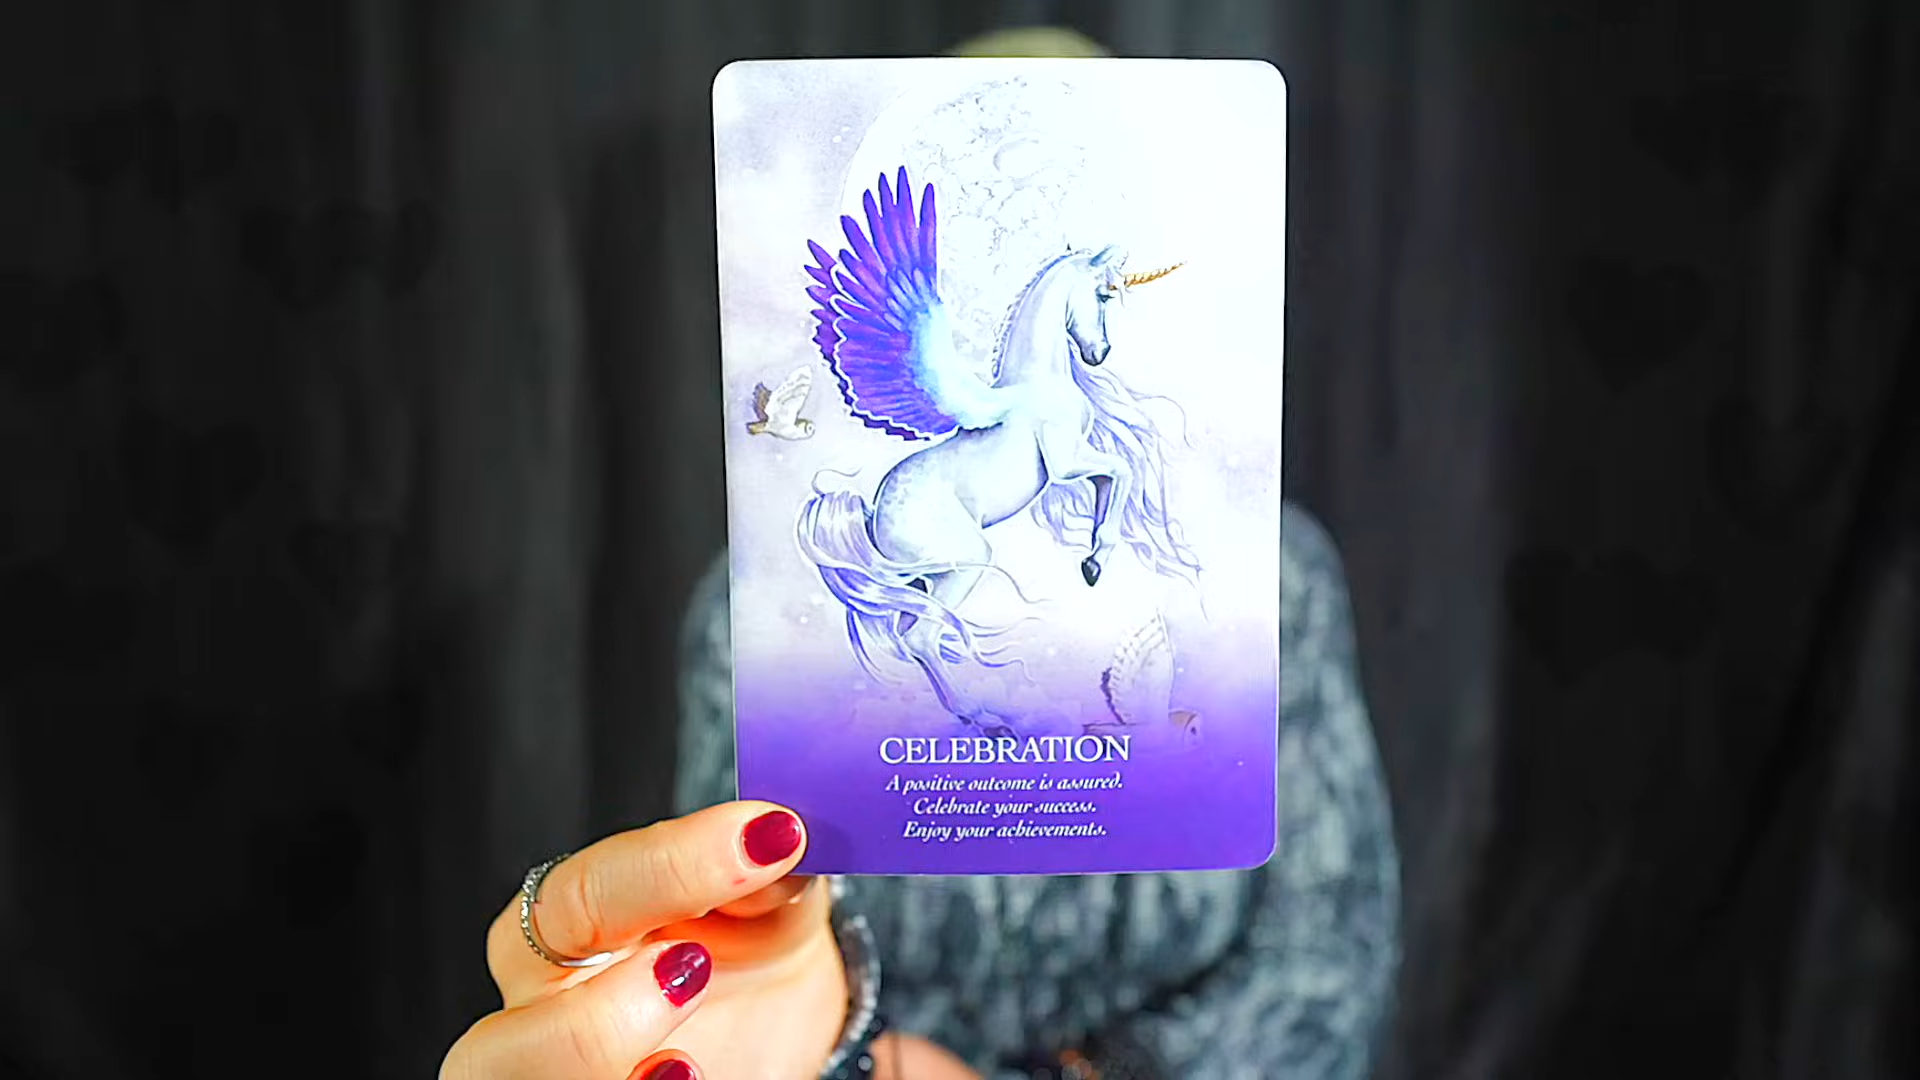 CELEBRATION
A positive outcome is assured.
Celebrate your success.
Enjoy your achievements.